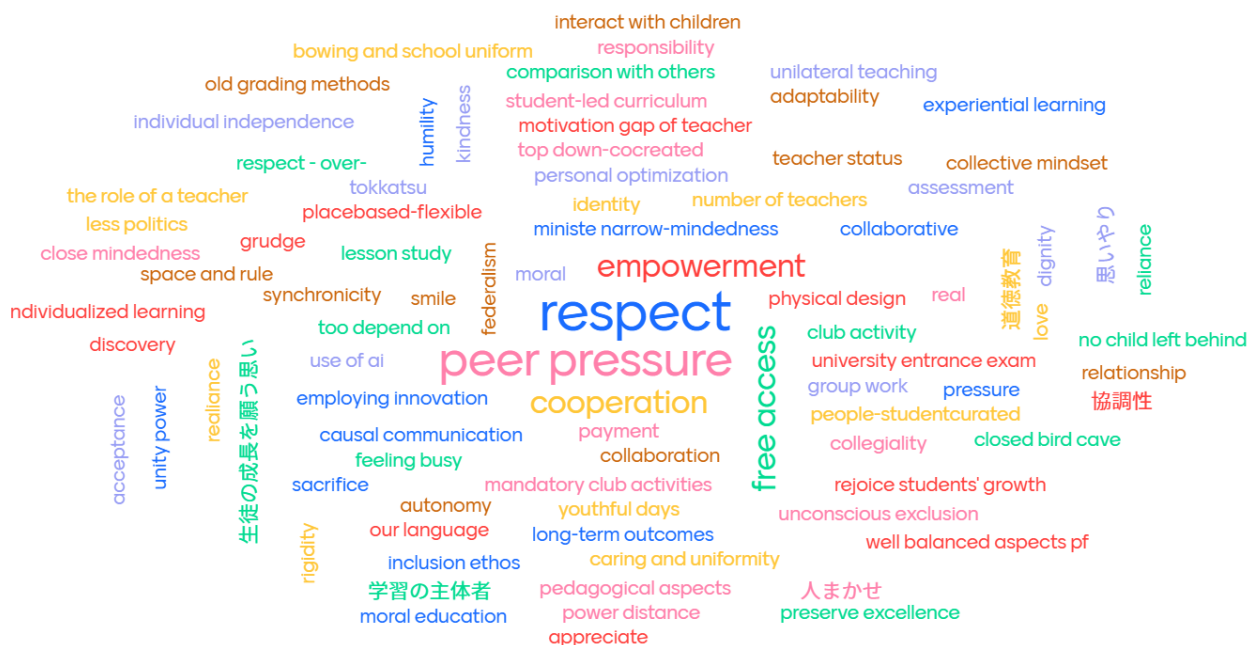 interact with children
bowing and school uniform
responsibility
old grading methods
comparison with others
unilateral teaching
student-led curriculum
adaptability
experiential learning
individual independence
humility
kindness
motivation gap of teacher
top down-cocreated
respect - over-
teacher status
collective mindset
tokkatsu
personal optimization
assessment
the role of a teacher
placebased-flexible
identity
number of teachers
less politics
grudge
ministe narrow-mindedness
collaborative
思いやり
dignity
reliance
close mindedness
lesson study
道徳教育
space and rule
federalism
moral
empowerment
synchronicity
smile
physical design
real
love
ndividualized learning
respect
too depend on
club activity
no child left behind
discovery
生徒の成長を願う思い
use of ai
peer pressure
free access
university entrance exam
relationship
realiance
group work
pressure
acceptance
unity power
employing innovation
cooperation
people-studentcurated
協調性
causal communication
payment
collegiality
closed bird cave
feeling busy
collaboration
sacrifice
mandatory club activities
rejoice students' growth
autonomy
youthful days
unconscious exclusion
rigidity
our language
long-term outcomes
well balanced aspects pf
inclusion ethos
caring and uniformity
学習の主体者
pedagogical aspects
人まかせ
moral education
power distance
preserve excellence
appreciate